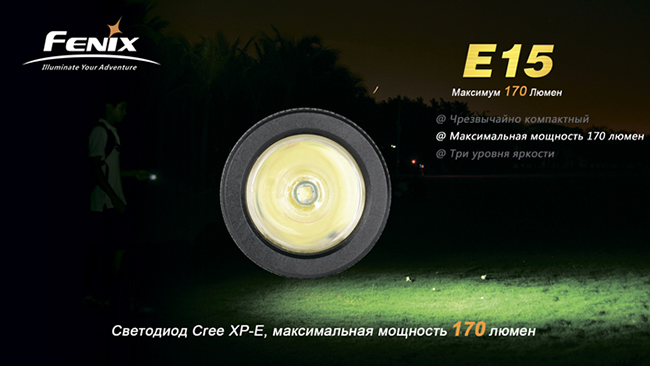 FENIX
Illuminate Your Adventure
E15
Максимум 170 Люмен
@ Чрезвычайно компактный
@ Максимальная мощность 170 люмен
@ Три уровня яркости
Светодиод Cree XP-E, максимальная мощность 170 люмен